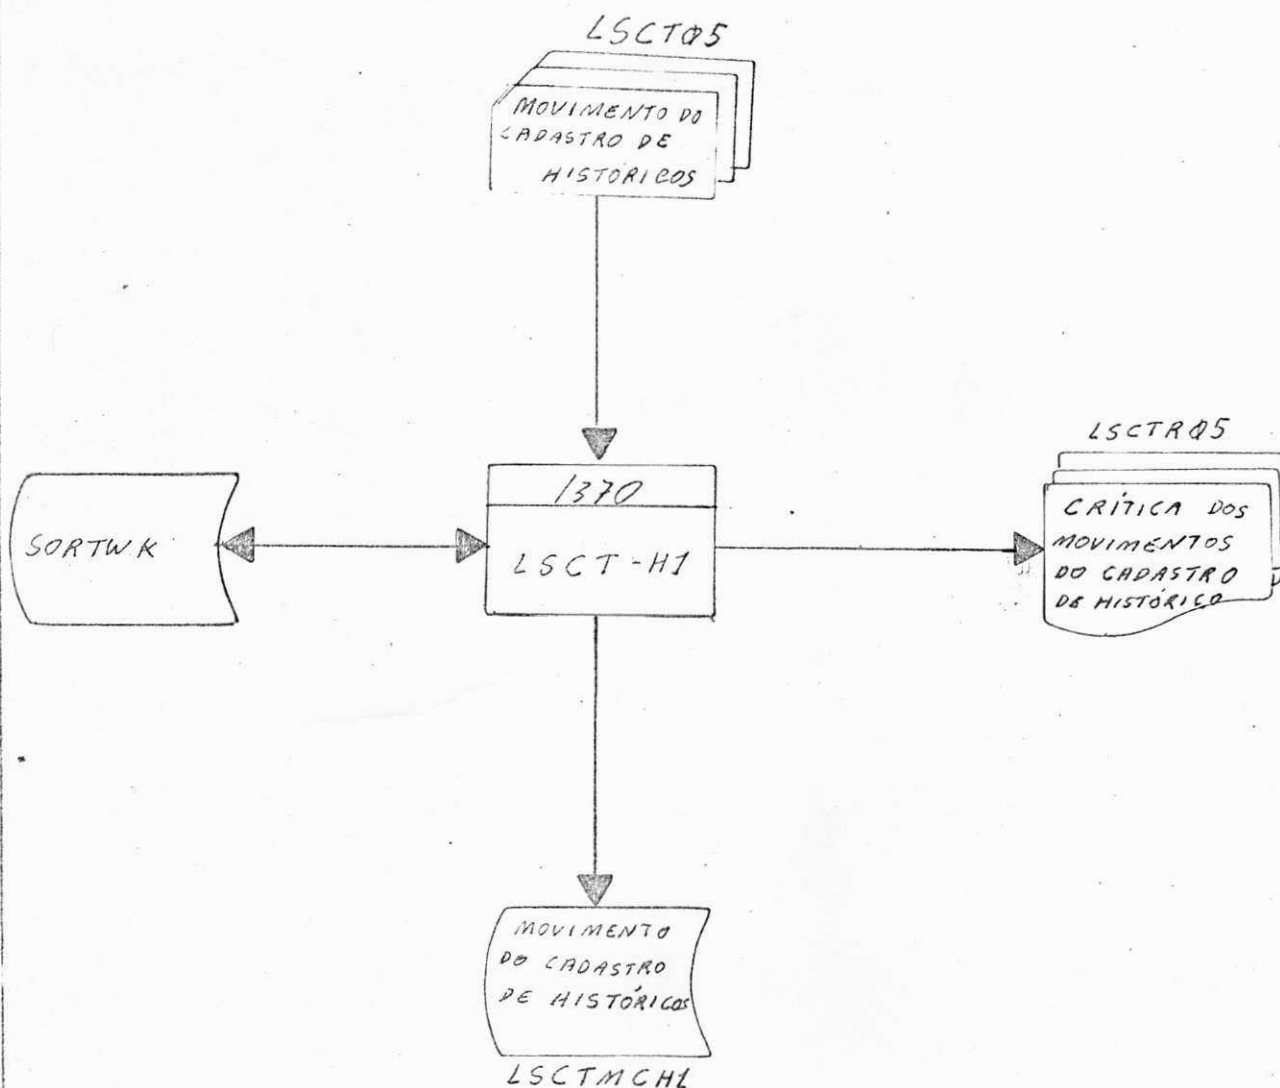 LSCTØ5
MOVIMENTO DO
CADASTRO DE
HISTÓRICOS
LSCTRØ5
1370
CRÍTICA DOS
SORTWK
LSCT-H1
MOVIMENTOS
DO CADASTRO
DE HISTÓRICO
MOVIMENTO
DO CADASTRO
DE HISTÓRICOS
LSCTMCH1